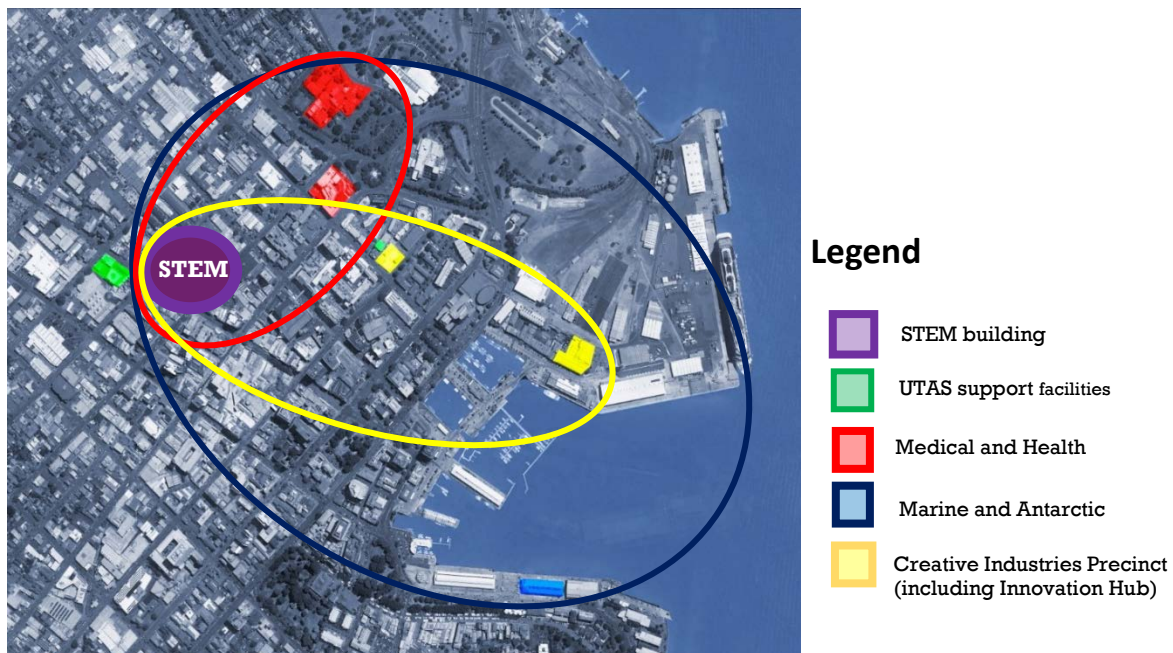 STEM
Legend
STEM building
UTAS support facilities
Medical and Health
Marine and Antarctic
Creative Industries Precinct
(including Innovation Hub)